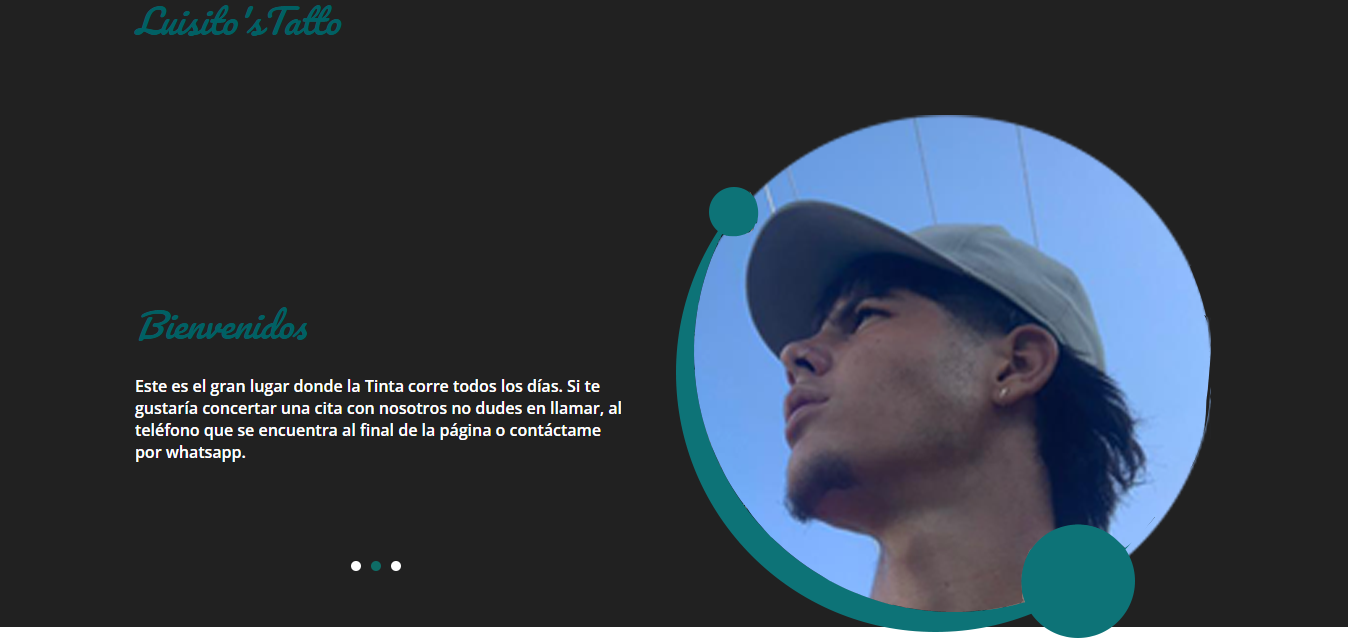 Luisito'sTatto
Bienvenidos
Este es el gran lugar donde la Tinta corre todos los días. Si te
gustaría concertar una cita con nosotros no dudes en llamar, al
teléfono que se encuentra al final de la página o contáctame
por whatsapp.